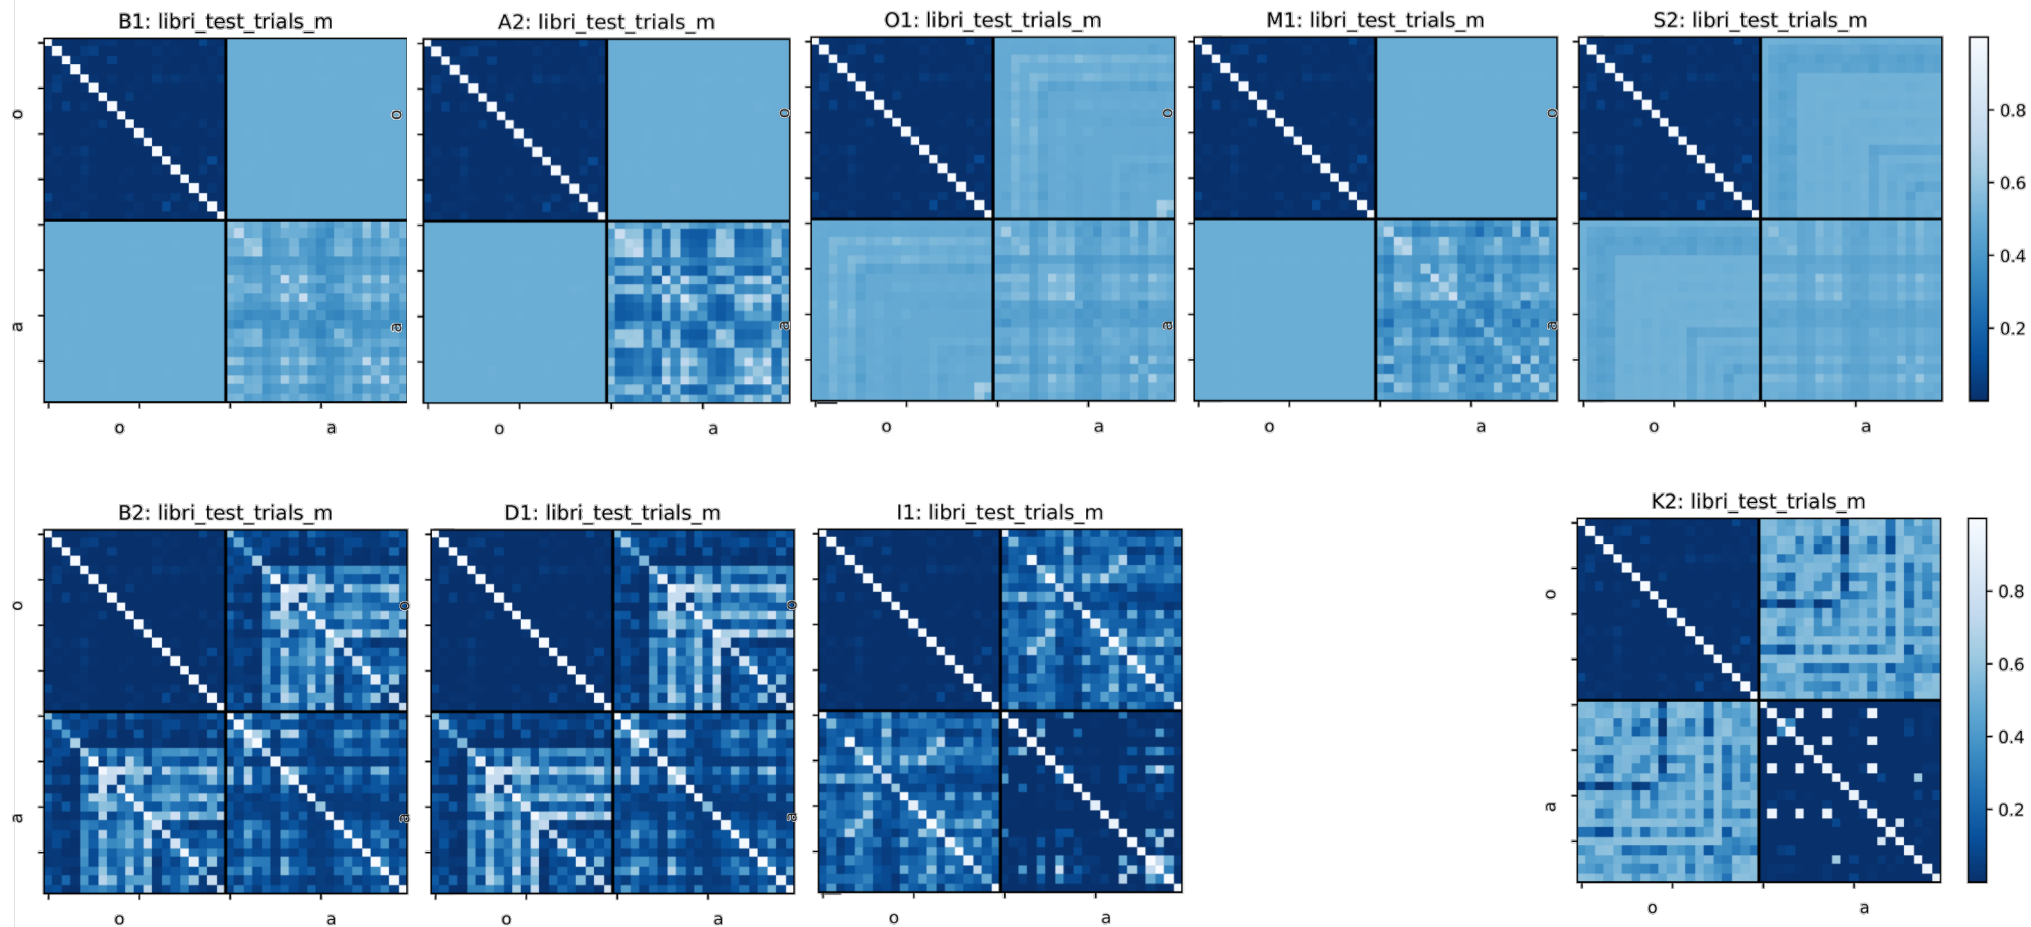 B1: libri_test_trials_m
A2: libri_test_trials_m
O1: libri_test_trials_m
M1: libri_test_trials_m
S2: libri_test_trials_m
o
a
o
a
o
a
o
a
o
a
o
a
o
a
o
a
o
a
o
a
0.8
0.6
0.4
0.2
B2: libri_test_trials_m
D1: libri_test_trials_m
I1: libri_test_trials_m
K2: libri_test_trials_m
o
a
o
a
o
a
o
a
o
a
o
a
o
a
0.8
0.6
0.4
0.2